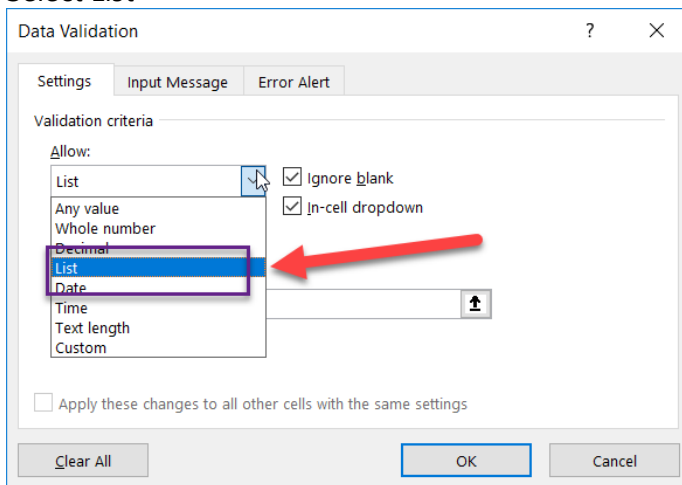 Select List
Data Validation ? ×
Settings Input Message Error Alert
Validation criteria
Allow:
List
Ignore blank
Any value
In-cell dropdown
Whole number
Decimal
List
Date
Time
Text length
Custom
Apply these changes to all other cells with the same settings
Clear All OK Cancel